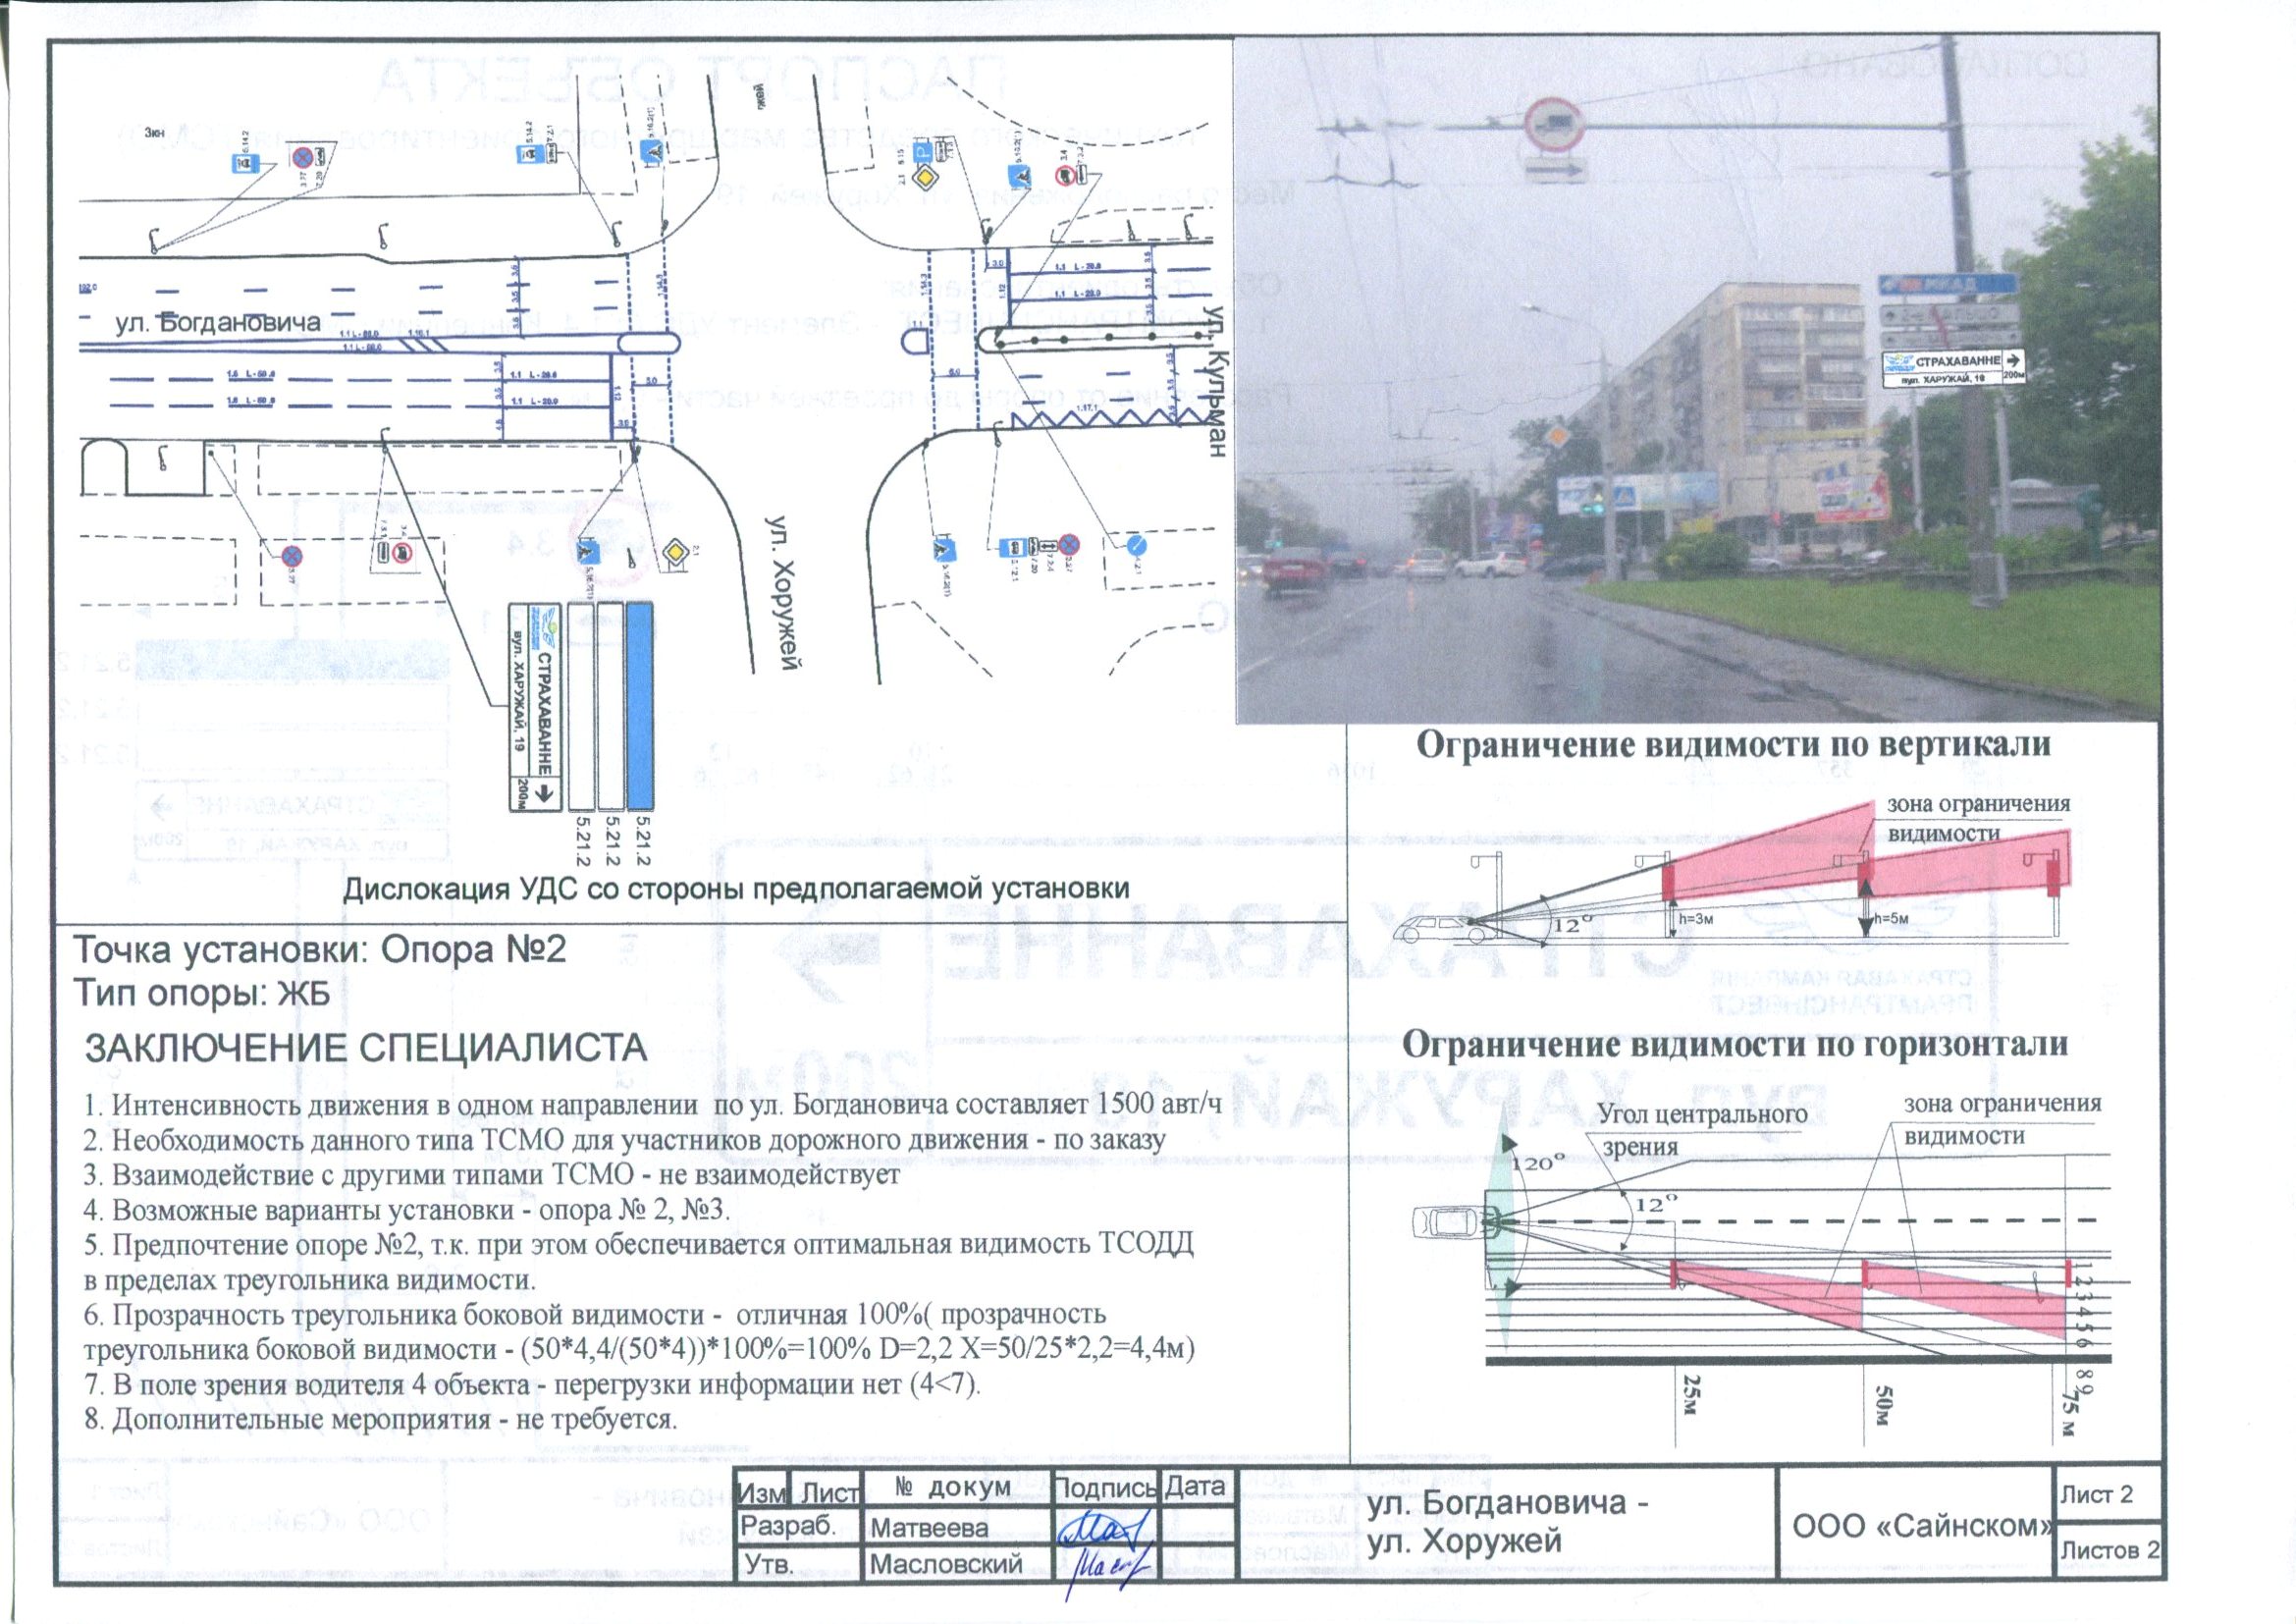 3кн
ул. Богдановича
ул. Хоружей
ул. Кульман
СТРАХАВАННЕ
вул. ХАРУЖАЙ, 19
200м
5.21.2
5.21.2
5.21.2
Дислокация УДС со стороны предполагаемой установки
МКАД
СТРАХАВАННЕ
вул. ХАРУЖАЙ, 19
200м
Ограничение видимости по вертикали
зона ограничения
видимости
12°
h=3м
h=5м
Ограничение видимости по горизонтали
Угол центрального
зрения
зона ограничения
видимости
120°
12°
1 2 3 4 5 6 8 9
25м
50м
75 м
Точка установки: Опора №2
Тип опоры: ЖБ
ЗАКЛЮЧЕНИЕ СПЕЦИАЛИСТА
1. Интенсивность движения в одном направлении по ул. Богдановича составляет 1500 авт/ч
2. Необходимость данного типа ТСМО для участников дорожного движения - по заказу
3. Взаимодействие с другими типами ТСМО - не взаимодействует
4. Возможные варианты установки - опора № 2, №3.
5. Предпочтение опоре №2, т.к. при этом обеспечивается оптимальная видимость ТСОДД
в пределах треугольника видимости.
6. Прозрачность треугольника боковой видимости - отличная 100%( прозрачность
треугольника боковой видимости - (50*4,4/(50*4))*100%=100% D=2,2 X=50/25*2,2=4,4м)
7. В поле зрения водителя 4 объекта - перегрузки информации нет (4<7).
8. Дополнительные мероприятия - не требуется.
Изм Лист № докум Подпись Дата
Разраб. Матвеева
Утв. Масловский
ул. Богдановича -
ул. Хоружей
ООО «Сайнском»
Лист 2
Листов 2